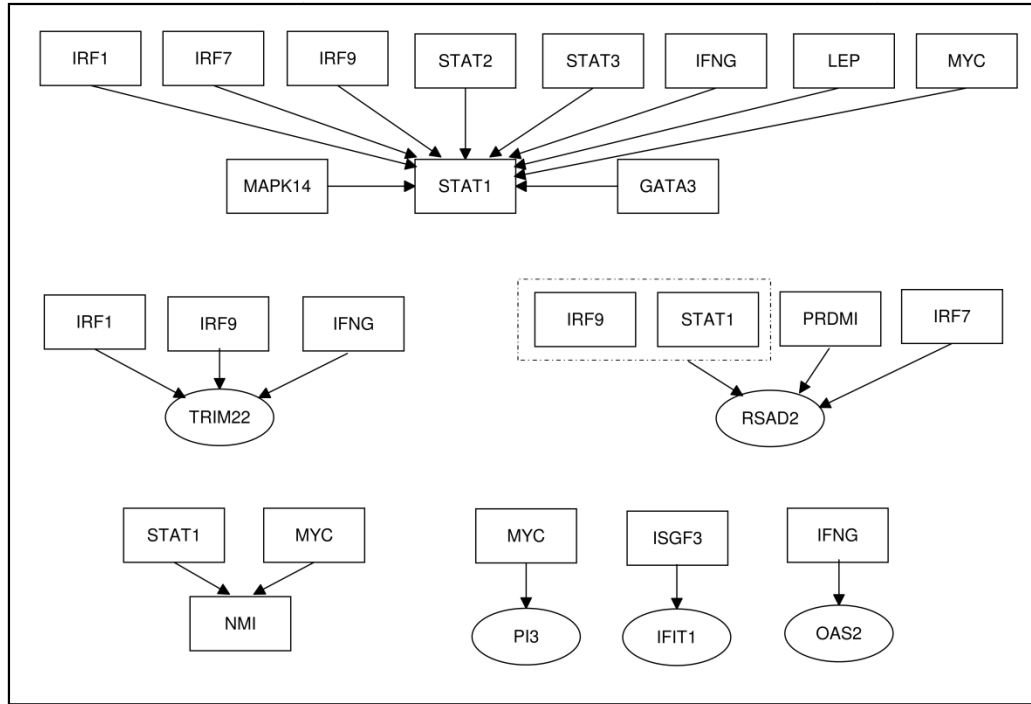 IRF1 IRF7 IRF9 STAT2 STAT3 IFNG LEP MYC
MAPK14 STAT1 GATA3
IRF1 IRF9 IFNG
TRIM22
IRF9 STAT1 PRDMI IRF7
RSAD2
STAT1 MYC
NMI
MYC ISGF3 IFNG
PI3 IFIT1 OAS2